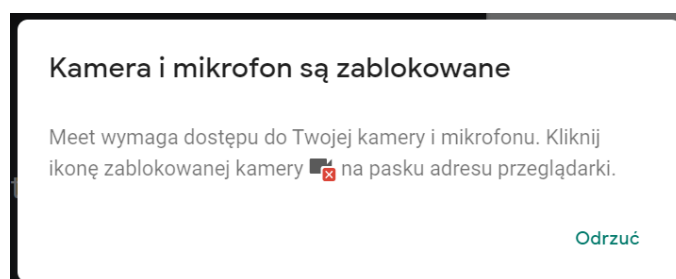 Kamera i mikrofon są zablokowane
Meet wymaga dostępu do Twojej kamery i mikrofonu. Kliknij
ikonę zablokowanej kamery na pasku adresu przeglądarki.
Odrzuć